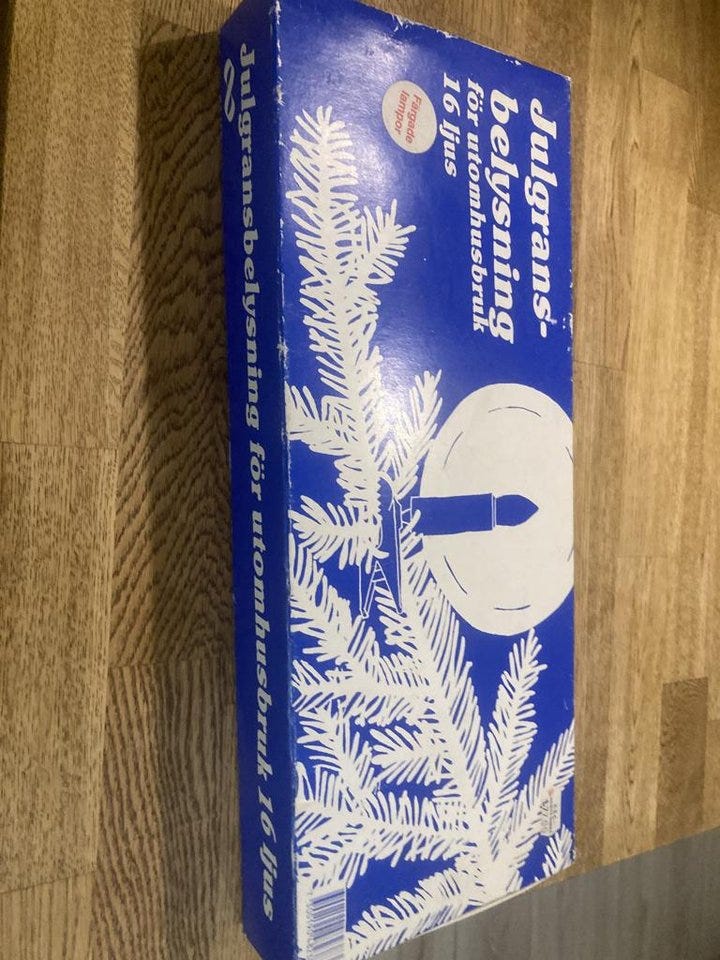 Julgrans-
belysning
för utomhusbruk
16 ljus
Färgade
lampor
Julgransbelysning för utomhusbruk 16 ljus